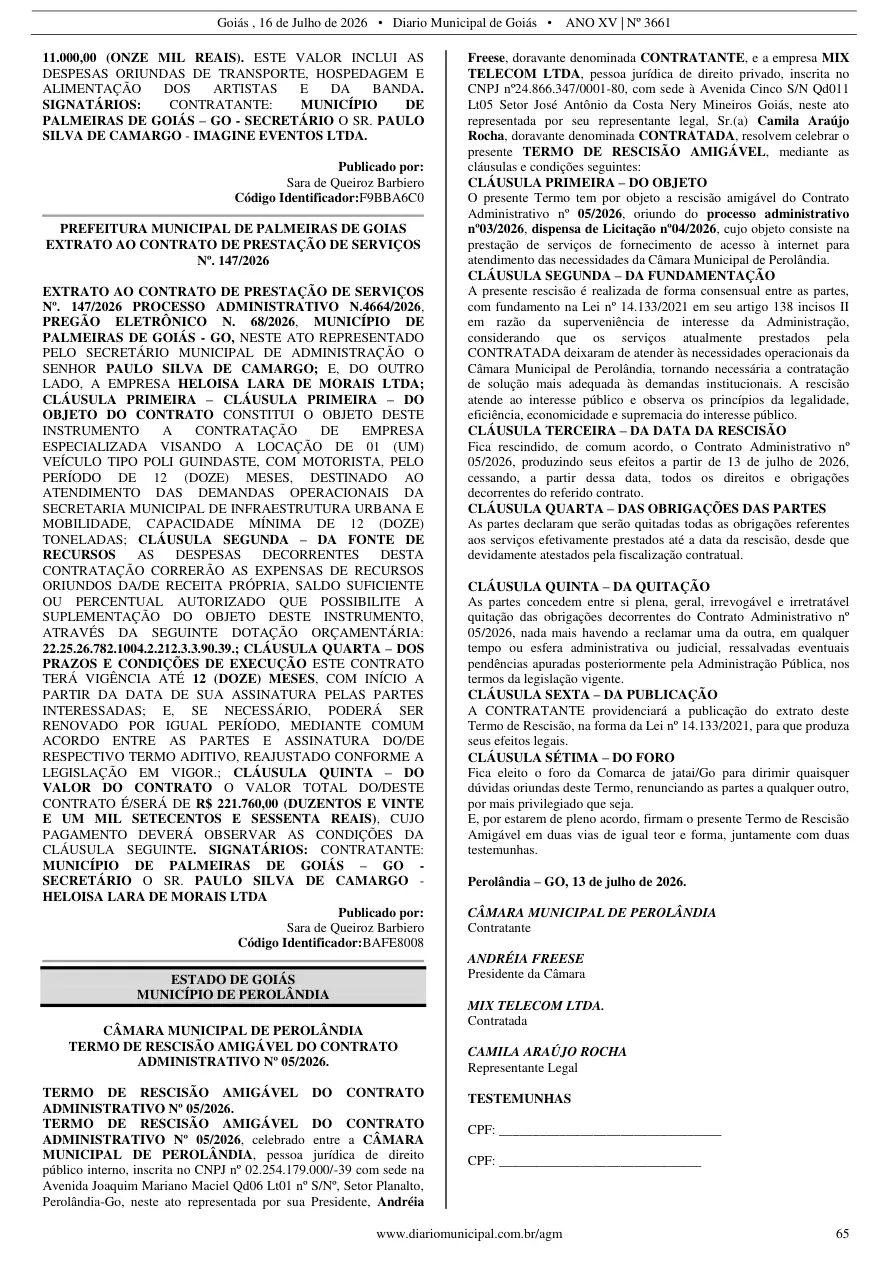 Goiás , 16 de Julho de 2026 • Diario Municipal de Goiás • ANO XV | Nº 3661
11.000,00 (ONZE MIL REAIS). ESTE VALOR INCLUI AS
DESPESAS ORIUNDAS DE TRANSPORTE, HOSPEDAGEM E
ALIMENTAÇÃO DOS ARTISTAS E DA BANDA.
SIGNATÁRIOS: CONTRATANTE: MUNICÍPIO DE
PALMEIRAS DE GOIÁS – GO - SECRETÁRIO O SR. PAULO
SILVA DE CAMARGO - IMAGINE EVENTOS LTDA.
Publicado por:
Sara de Queiroz Barbiero
Código Identificador:F9BBA6C0
PREFEITURA MUNICIPAL DE PALMEIRAS DE GOIAS
EXTRATO AO CONTRATO DE PRESTAÇÃO DE SERVIÇOS
Nº. 147/2026
EXTRATO AO CONTRATO DE PRESTAÇÃO DE SERVIÇOS
Nº. 147/2026 PROCESSO ADMINISTRATIVO N.4664/2026,
PREGÃO ELETRÔNICO N. 68/2026, MUNICÍPIO DE
PALMEIRAS DE GOIÁS - GO, NESTE ATO REPRESENTADO
PELO SECRETÁRIO MUNICIPAL DE ADMINISTRAÇÃO O
SENHOR PAULO SILVA DE CAMARGO; E, DO OUTRO
LADO, A EMPRESA HELOISA LARA DE MORAIS LTDA;
CLÁUSULA PRIMEIRA – CLÁUSULA PRIMEIRA – DO
OBJETO DO CONTRATO CONSTITUI O OBJETO DESTE
INSTRUMENTO A CONTRATAÇÃO DE EMPRESA
ESPECIALIZADA VISANDO A LOCAÇÃO DE 01 (UM)
VEÍCULO TIPO POLI GUINDASTE, COM MOTORISTA, PELO
PERÍODO DE 12 (DOZE) MESES, DESTINADO AO
ATENDIMENTO DAS DEMANDAS OPERACIONAIS DA
SECRETARIA MUNICIPAL DE INFRAESTRUTURA URBANA E
MOBILIDADE, CAPACIDADE MÍNIMA DE 12 (DOZE)
TONELADAS; CLÁUSULA SEGUNDA – DA FONTE DE
RECURSOS AS DESPESAS DECORRENTES DESTA
CONTRATAÇÃO CORRERÃO AS EXPENSAS DE RECURSOS
ORIUNDOS DA/DE RECEITA PRÓPRIA, SALDO SUFICIENTE
OU PERCENTUAL AUTORIZADO QUE POSSIBILITE A
SUPLEMENTAÇÃO DO OBJETO DESTE INSTRUMENTO,
ATRAVÉS DA SEGUINTE DOTAÇÃO ORÇAMENTÁRIA:
22.25.26.782.1004.2.212.3.3.90.39.; CLÁUSULA QUARTA – DOS
PRAZOS E CONDIÇÕES DE EXECUÇÃO ESTE CONTRATO
TERÁ VIGÊNCIA ATÉ 12 (DOZE) MESES, COM INÍCIO A
PARTIR DA DATA DE SUA ASSINATURA PELAS PARTES
INTERESSADAS; E, SE NECESSÁRIO, PODERÁ SER
RENOVADO POR IGUAL PERÍODO, MEDIANTE COMUM
ACORDO ENTRE AS PARTES E ASSINATURA DO/DE
RESPECTIVO TERMO ADITIVO, REAJUSTADO CONFORME A
LEGISLAÇÃO EM VIGOR.; CLÁUSULA QUINTA – DO
VALOR DO CONTRATO O VALOR TOTAL DO/DESTE
CONTRATO É/SERÁ DE R$ 221.760,00 (DUZENTOS E VINTE
E UM MIL SETECENTOS E SESSENTA REAIS), CUJO
PAGAMENTO DEVERÁ OBSERVAR AS CONDIÇÕES DA
CLÁUSULA SEGUINTE. SIGNATÁRIOS: CONTRATANTE:
MUNICÍPIO DE PALMEIRAS DE GOIÁS – GO -
SECRETÁRIO O SR. PAULO SILVA DE CAMARGO -
HELOISA LARA DE MORAIS LTDA
Publicado por:
Sara de Queiroz Barbiero
Código Identificador:BAFE8008
ESTADO DE GOIÁS
MUNICÍPIO DE PEROLÂNDIA
CÂMARA MUNICIPAL DE PEROLÂNDIA
TERMO DE RESCISÃO AMIGÁVEL DO CONTRATO
ADMINISTRATIVO Nº 05/2026.
TERMO DE RESCISÃO AMIGÁVEL DO CONTRATO
ADMINISTRATIVO Nº 05/2026.
TERMO DE RESCISÃO AMIGÁVEL DO CONTRATO
ADMINISTRATIVO Nº 05/2026, celebrado entre a CÂMARA
MUNICIPAL DE PEROLÂNDIA, pessoa jurídica de direito
público interno, inscrita no CNPJ nº 02.254.179.000/-39 com sede na
Avenida Joaquim Mariano Maciel Qd06 Lt01 nº S/Nº, Setor Planalto,
Perolândia-Go, neste ato representada por sua Presidente, Andréia
Freese, doravante denominada CONTRATANTE, e a empresa MIX
TELECOM LTDA, pessoa jurídica de direito privado, inscrita no
CNPJ nº24.866.347/0001-80, com sede à Avenida Cinco S/N Qd011
Lt05 Setor José Antônio da Costa Nery Mineiros Goiás, neste ato
representada por seu representante legal, Sr.(a) Camila Araújo
Rocha, doravante denominada CONTRATADA, resolvem celebrar o
presente TERMO DE RESCISÃO AMIGÁVEL, mediante as
cláusulas e condições seguintes:
CLÁUSULA PRIMEIRA – DO OBJETO
O presente Termo tem por objeto a rescisão amigável do Contrato
Administrativo nº 05/2026, oriundo do processo administrativo
nº03/2026, dispensa de Licitação nº04/2026, cujo objeto consiste na
prestação de serviços de fornecimento de acesso à internet para
atendimento das necessidades da Câmara Municipal de Perolândia.
CLÁUSULA SEGUNDA – DA FUNDAMENTAÇÃO
A presente rescisão é realizada de forma consensual entre as partes,
com fundamento na Lei nº 14.133/2021 em seu artigo 138 incisos II
em razão da superveniência de interesse da Administração,
considerando que os serviços atualmente prestados pela
CONTRATADA deixaram de atender às necessidades operacionais da
Câmara Municipal de Perolândia, tornando necessária a contratação
de solução mais adequada às demandas institucionais. A rescisão
atende ao interesse público e observa os princípios da legalidade,
eficiência, economicidade e supremacia do interesse público.
CLÁUSULA TERCEIRA – DA DATA DA RESCISÃO
Fica rescindido, de comum acordo, o Contrato Administrativo nº
05/2026, produzindo seus efeitos a partir de 13 de julho de 2026,
cessando, a partir dessa data, todos os direitos e obrigações
decorrentes do referido contrato.
CLÁUSULA QUARTA – DAS OBRIGAÇÕES DAS PARTES
As partes declaram que serão quitadas todas as obrigações referentes
aos serviços efetivamente prestados até a data da rescisão, desde que
devidamente atestados pela fiscalização contratual.
CLÁUSULA QUINTA – DA QUITAÇÃO
As partes concedem entre si plena, geral, irrevogável e irretratável
quitação das obrigações decorrentes do Contrato Administrativo nº
05/2026, nada mais havendo a reclamar uma da outra, em qualquer
tempo ou esfera administrativa ou judicial, ressalvadas eventuais
pendências apuradas posteriormente pela Administração Pública, nos
termos da legislação vigente.
CLÁUSULA SEXTA – DA PUBLICAÇÃO
A CONTRATANTE providenciará a publicação do extrato deste
Termo de Rescisão, na forma da Lei nº 14.133/2021, para que produza
seus efeitos legais.
CLÁUSULA SÉTIMA – DO FORO
Fica eleito o foro da Comarca de jatai/Go para dirimir quaisquer
dúvidas oriundas deste Termo, renunciando as partes a qualquer outro,
por mais privilegiado que seja.
E, por estarem de pleno acordo, firmam o presente Termo de Rescisão
Amigável em duas vias de igual teor e forma, juntamente com duas
testemunhas.
Perolândia – GO, 13 de julho de 2026.
CÂMARA MUNICIPAL DE PEROLÂNDIA
Contratante
ANDRÉIA FREESE
Presidente da Câmara
MIX TELECOM LTDA.
Contratada
CAMILA ARAÚJO ROCHA
Representante Legal
TESTEMUNHAS
CPF: _________________________________
CPF: ______________________________
www.diariomunicipal.com.br/agm 65